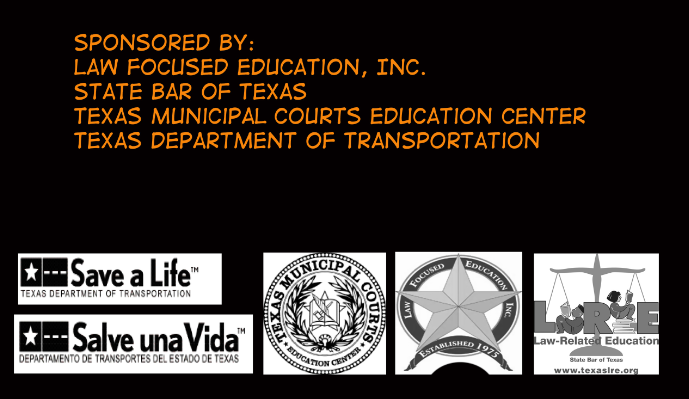 SPONSORED BY:
LAW FOCUSED EDUCATION, INC.
STATE BAR OF TEXAS
TEXAS MUNICIPAL COURTS EDUCATION CENTER
TEXAS DEPARTMENT OF TRANSPORTATION
Save a Life™
TEXAS DEPARTMENT OF TRANSPORTATION
Salve una Vida™
DEPARTAMENTO DE TRANSPORTES DEL ESTADO DE TEXAS
TEXAS MUNICIPAL COURTS
EDUCATION CENTER
LAW FOCUSED EDUCATION INC.
ESTABLISHED 1975
LRE
Law-Related Education
State Bar of Texas
www.texaslre.org